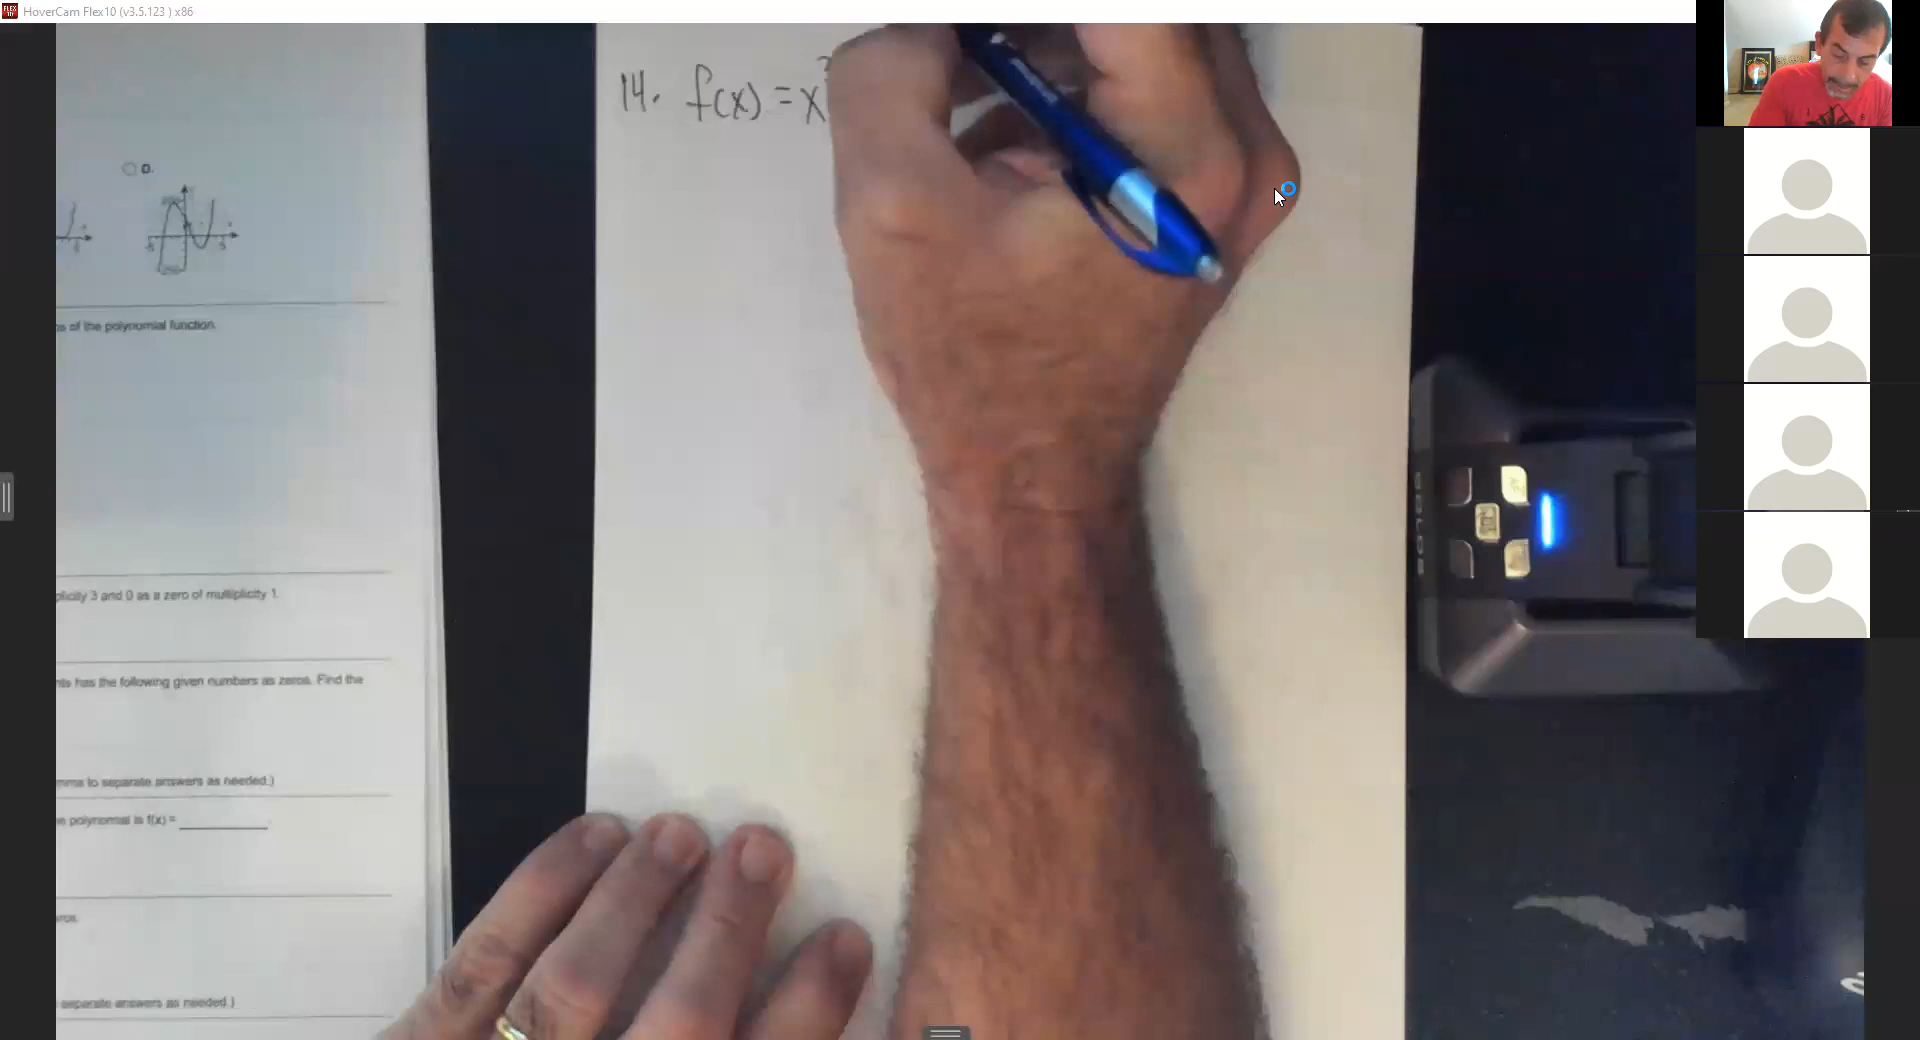 HoverCam Flex10 (v3.5.123 ) x86
14. f(x) = x
D.
of the polynomial function.
3 and 0 as a zero of multiplicity 1.
has the following given numbers as zeros. Find the
to separate answers as needed.)
polynomial is f(x) =
separate answers as needed.)